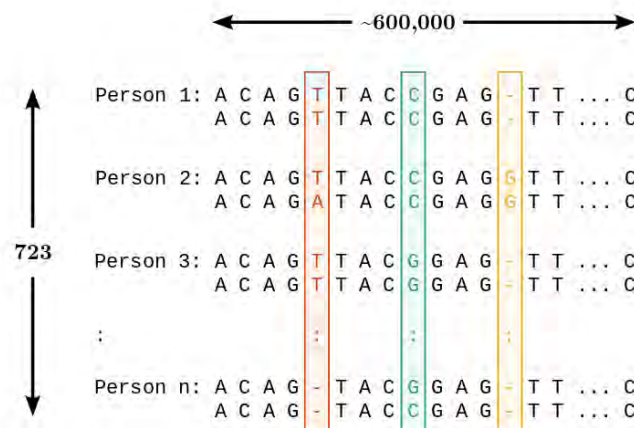 ~600,000
Person 1: A C A G T T A C C G A G - T T ... C
A C A G T T A C C G A G - T T ... C
Person 2: A C A G T T A C C G A G G T T ... C
A C A G A T A C C G A G G T T ... C
723
Person 3: A C A G T T A C G G A G - T T ... C
A C A G T T A C G G A G - T T ... C
: : : :
Person n: A C A G - T A C G G A G - T T ... C
A C A G - T A C C G A G - T T ... C